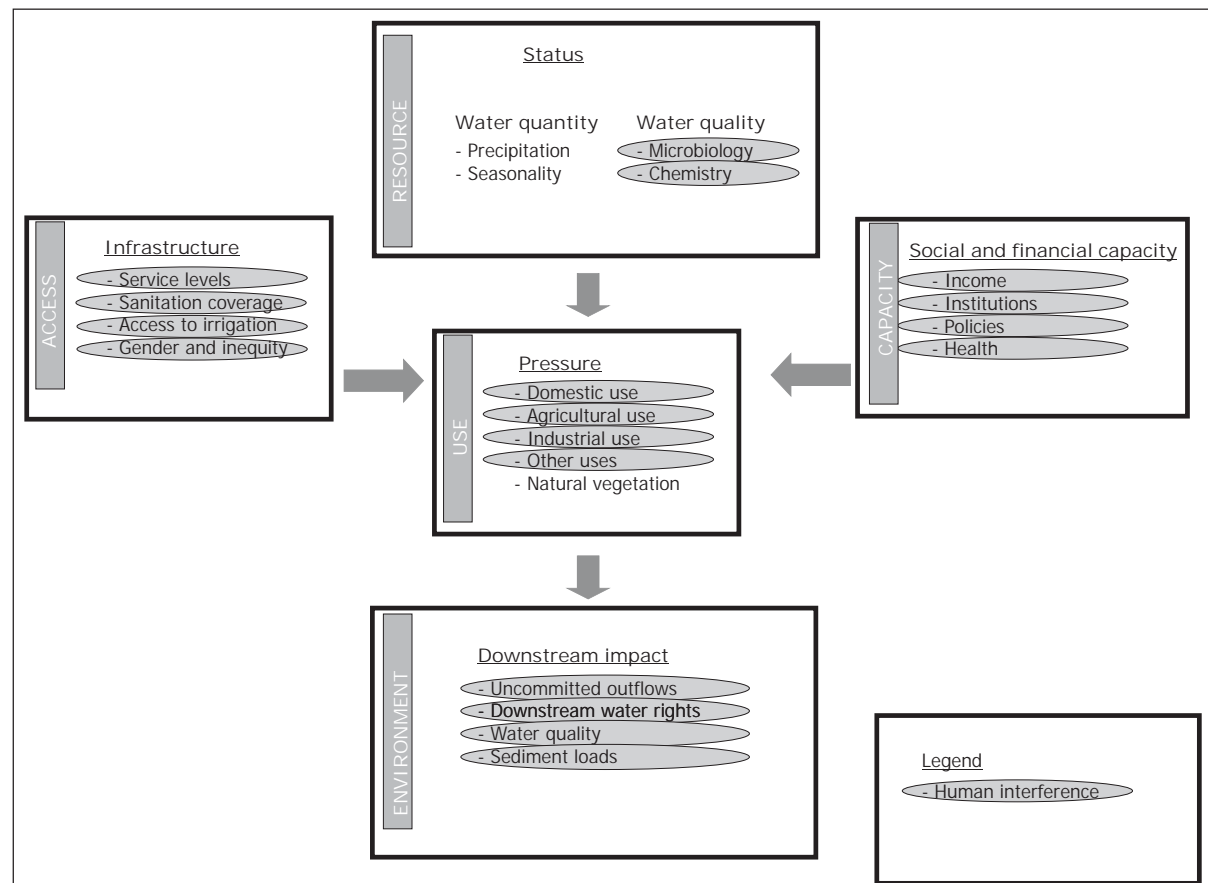 RESOURCE
Status
Water quantity
- Precipitation
- Seasonality
Water quality
- Microbiology
- Chemistry
ACCESS
Infrastructure
- Service levels
- Sanitation coverage
- Access to irrigation
- Gender and inequity
CAPACITY
Social and financial capacity
- Income
- Institutions
- Policies
- Health
USE
Pressure
- Domestic use
- Agricultural use
- Industrial use
- Other uses
- Natural vegetation
ENVIRONMENT
Downstream impact
- Uncommitted outflows
- Downstream water rights
- Water quality
- Sediment loads
Legend
- Human interference